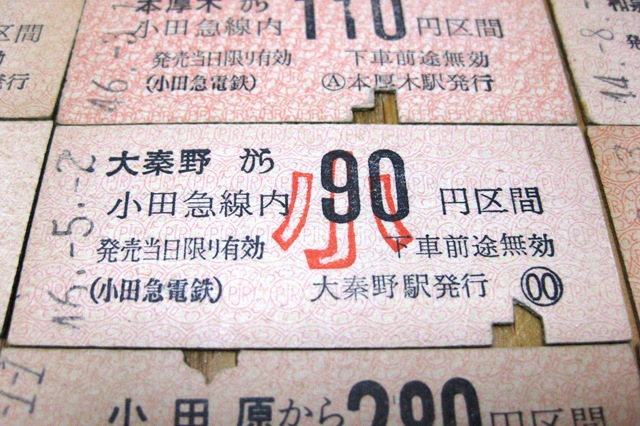 本厚木から 110 円区間
小田急線内
発売当日限り有効 下車前途無効
(小田急電鉄) Ⓐ本厚木駅発行
大秦野から 90 円区間
小田急線内
小
発売当日限り有効 下車前途無効
(小田急電鉄) 大秦野駅発行 00
46.-5.-2
小田原から 280 円区間
区間
効